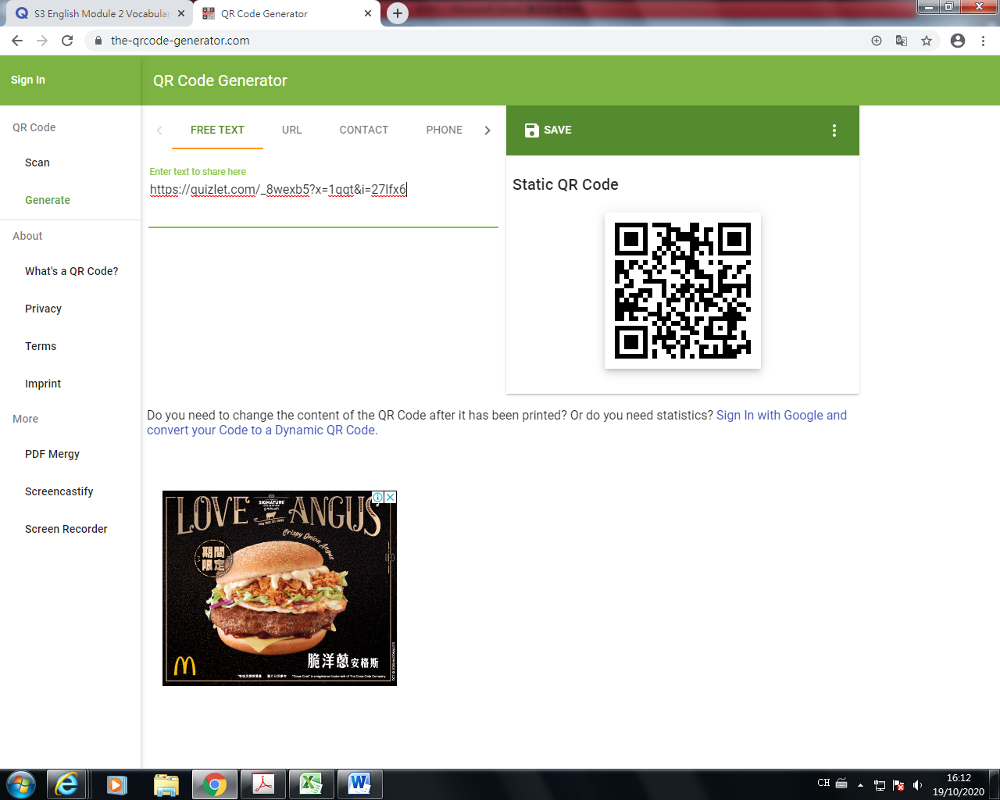 S3 English Module 2 Vocabular
QR Code Generator
the-qrcode-generator.com
Sign In
QR Code Generator
QR Code
Scan
Generate
About
What's a QR Code?
Privacy
Terms
Imprint
More
PDF Mergy
Screencastify
Screen Recorder
FREE TEXT
URL
CONTACT
PHONE
Enter text to share here
https://quizlet.com/_8wexb5?x=1qqt&i=27lfx6
SAVE
Static QR Code
Do you need to change the content of the QR Code after it has been printed? Or do you need statistics? Sign In with Google and
convert your Code to a Dynamic QR Code.
LOVE ANGUS
SIGNATURE
COLLECTION
Crispy Onion Angus
期間
限定
脆洋蔥安格斯
CH
16:12
19/10/2020